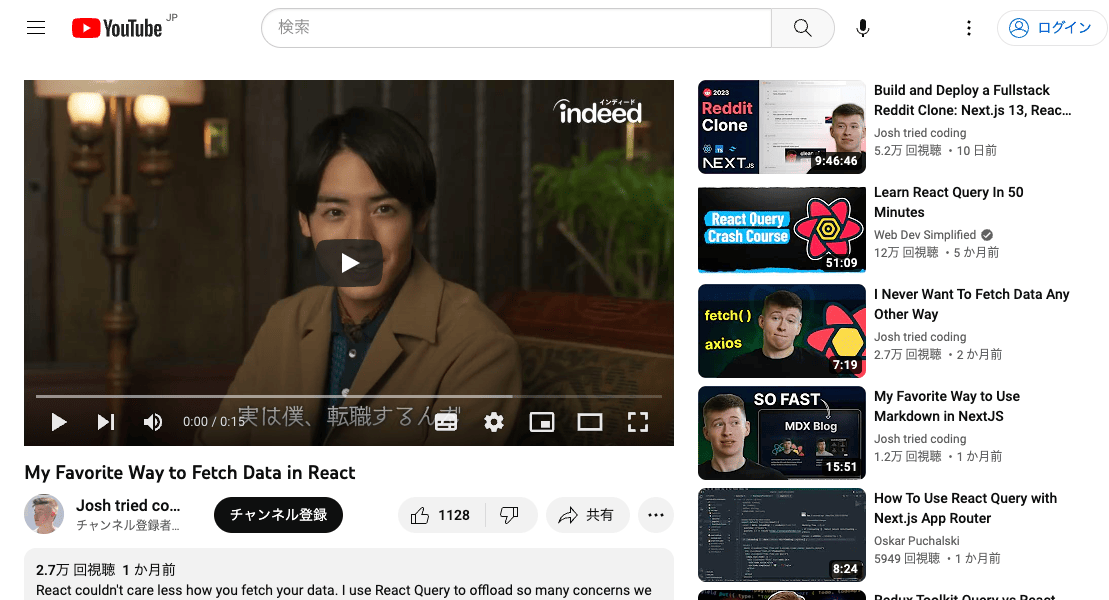 YouTube JP
検索
ログイン
インディード
indeed
実は僕、転職するんだ
0:00 / 0:15
My Favorite Way to Fetch Data in React
Josh tried co...
チャンネル登録者...
チャンネル登録
1128
共有
2.7万 回視聴 1 か月前
React couldn't care less how you fetch your data. I use React Query to offload so many concerns we
2023
Reddit
Clone
NEXT.JS
9:46:46
Build and Deploy a Fullstack
Reddit Clone: Next.js 13, Reac...
Josh tried coding
5.2万 回視聴 ・10 日前
React Query
Crash Course
51:09
Learn React Query In 50
Minutes
Web Dev Simplified
12万 回視聴 ・5 か月前
fetch()
axios
7:19
I Never Want To Fetch Data Any
Other Way
Josh tried coding
2.7万 回視聴 ・2 か月前
SO FAST
MDX Blog
15:51
My Favorite Way to Use
Markdown in NextJS
Josh tried coding
1.2万 回視聴 ・1 か月前
8:24
How To Use React Query with
Next.js App Router
Oskar Puchalski
5949 回視聴 ・1 か月前
Redux Toolkit Query vs React